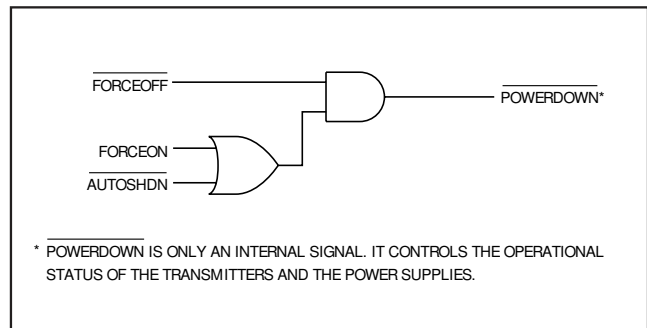 FORCEOFF
POWERDOWN*
FORCEON
AUTOSHDN
* POWERDOWN IS ONLY AN INTERNAL SIGNAL. IT CONTROLS THE OPERATIONAL
STATUS OF THE TRANSMITTERS AND THE POWER SUPPLIES.